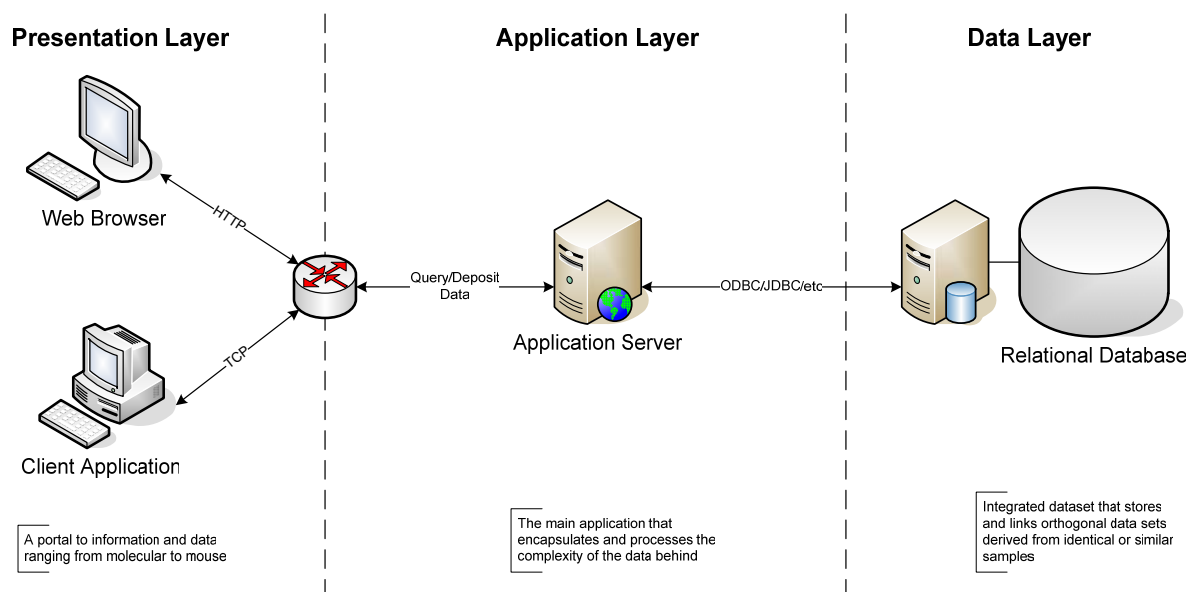 Presentation Layer
Application Layer
Data Layer
Web Browser
HTTP
Query/Deposit
Data
ODBC/JDBC/etc
Application Server
Relational Database
TCP
Client Application
A portal to information and data
ranging from molecular to mouse
The main application that
encapsulates and processes the
complexity of the data behind
Integrated dataset that stores
and links orthogonal data sets
derived from identical or similar
samples